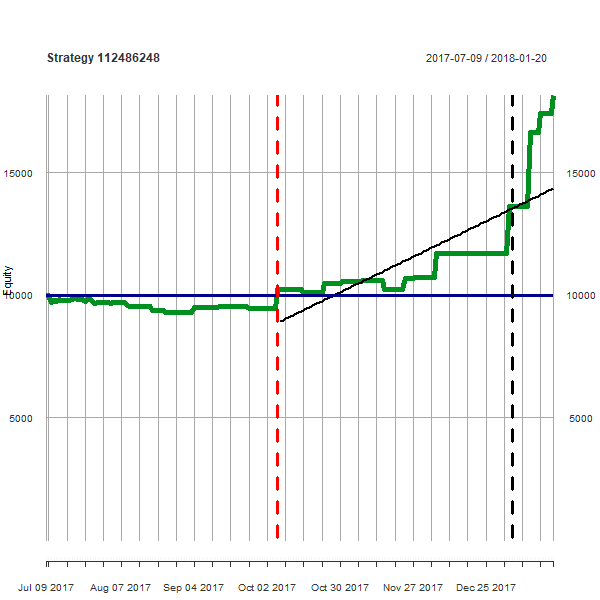 Strategy 112486248
2017-07-09 / 2018-01-20
15000
15000
Equity
10000
10000
5000
5000
Jul 09 2017
Aug 07 2017
Sep 04 2017
Oct 02 2017
Oct 30 2017
Nov 27 2017
Dec 25 2017